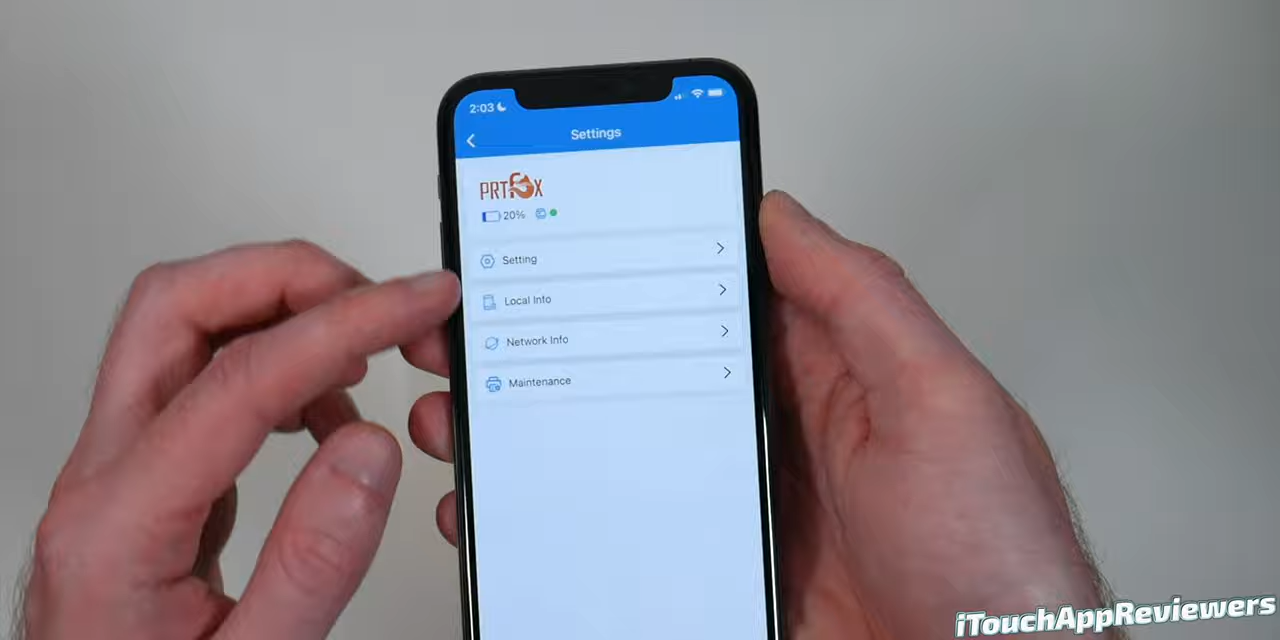 2:03
Settings
PRTFOX
20%
Setting
Local Info
Network Info
Maintenance
iTouchAppReviewers